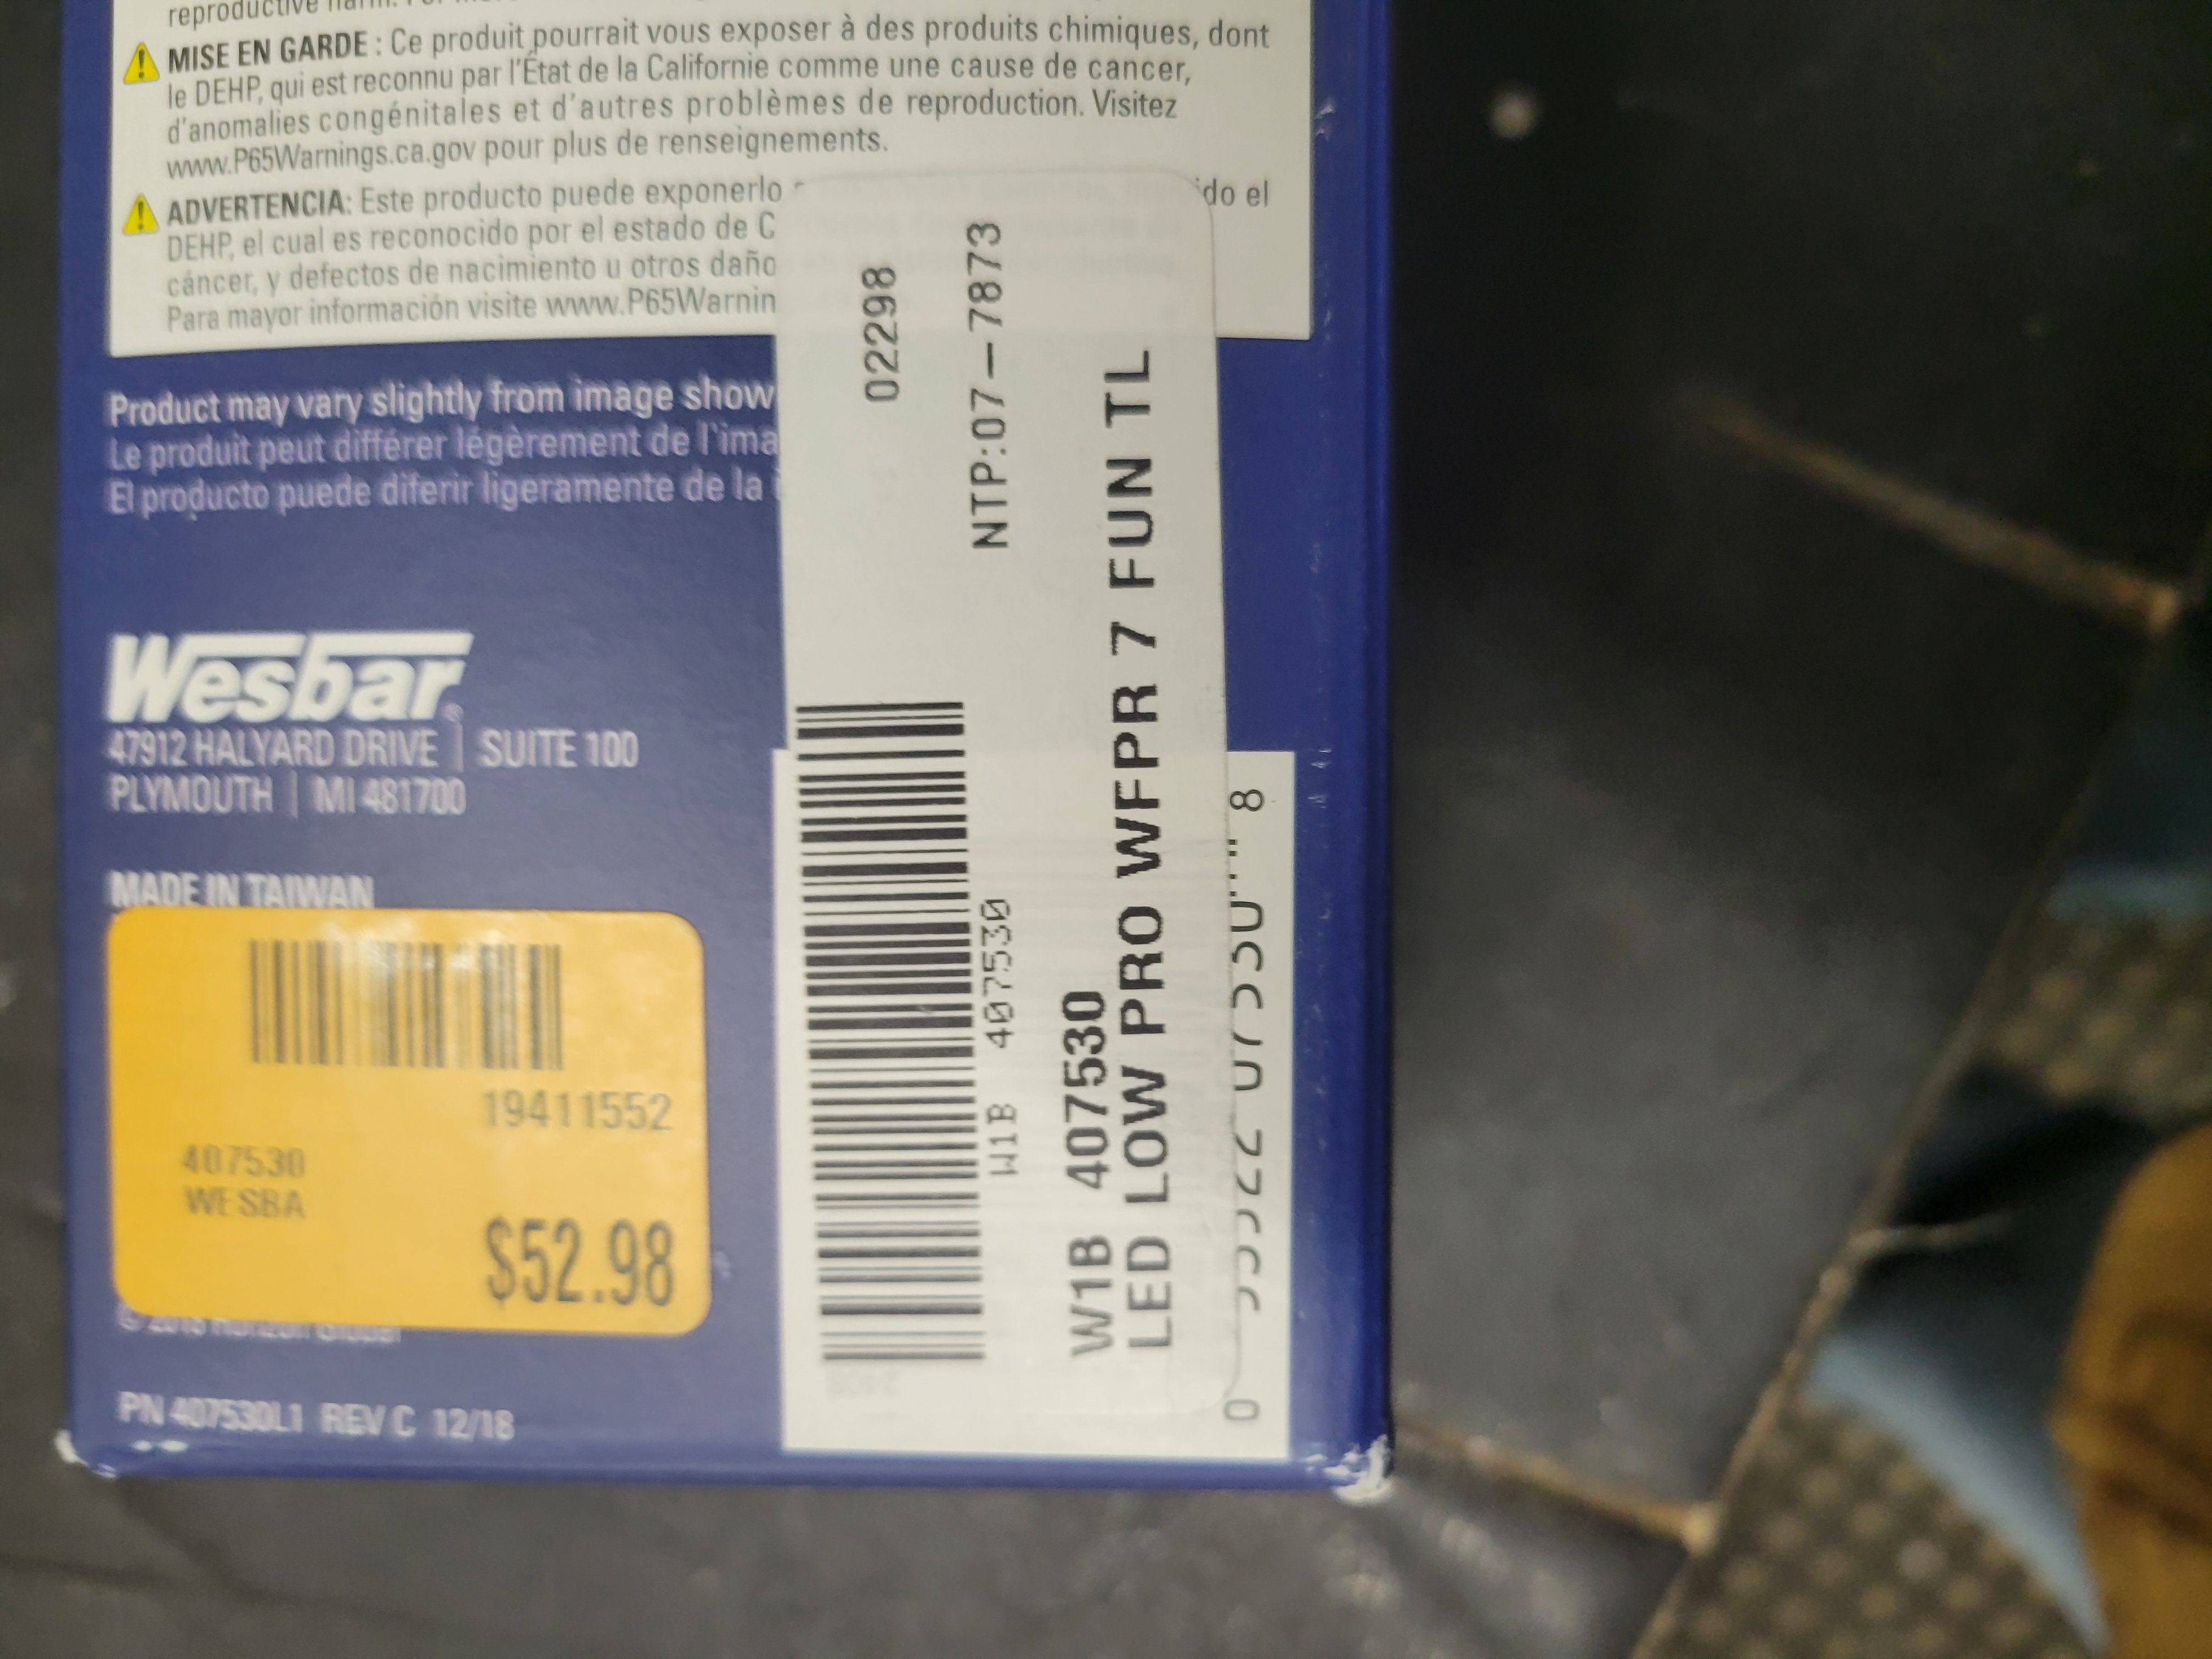 reproductive
MISE EN GARDE : Ce produit pourrait vous exposer à des produits chimiques, dont
le DEHP, qui est reconnu par l'État de la Californie comme une cause de cancer,
d'anomalies congénitales et d'autres problèmes de reproduction. Visitez
www.P65Warnings.ca.gov pour plus de renseignements.
ADVERTENCIA: Este producto puede exponerlo do el
DEHP, el cual es reconocido por el estado de C
cáncer, y defectos de nacimiento u otros daño
Para mayor información visite www.P65Warnin
Product may vary slightly from image show
Le produit peut différer légèrement de l'ima
El producto puede diferir ligeramente de la
Wesbar
47912 HALYARD DRIVE | SUITE 100
PLYMOUTH | MI 481700
MADE IN TAIWAN
19411552
407530
WESBA
$52.98
PN 407530L1 REV C 12/18
02298
NTP:07-7873
W1B 407530
W1B 407530
LED LOW PRO WFPR 7 FUN TL
0 8